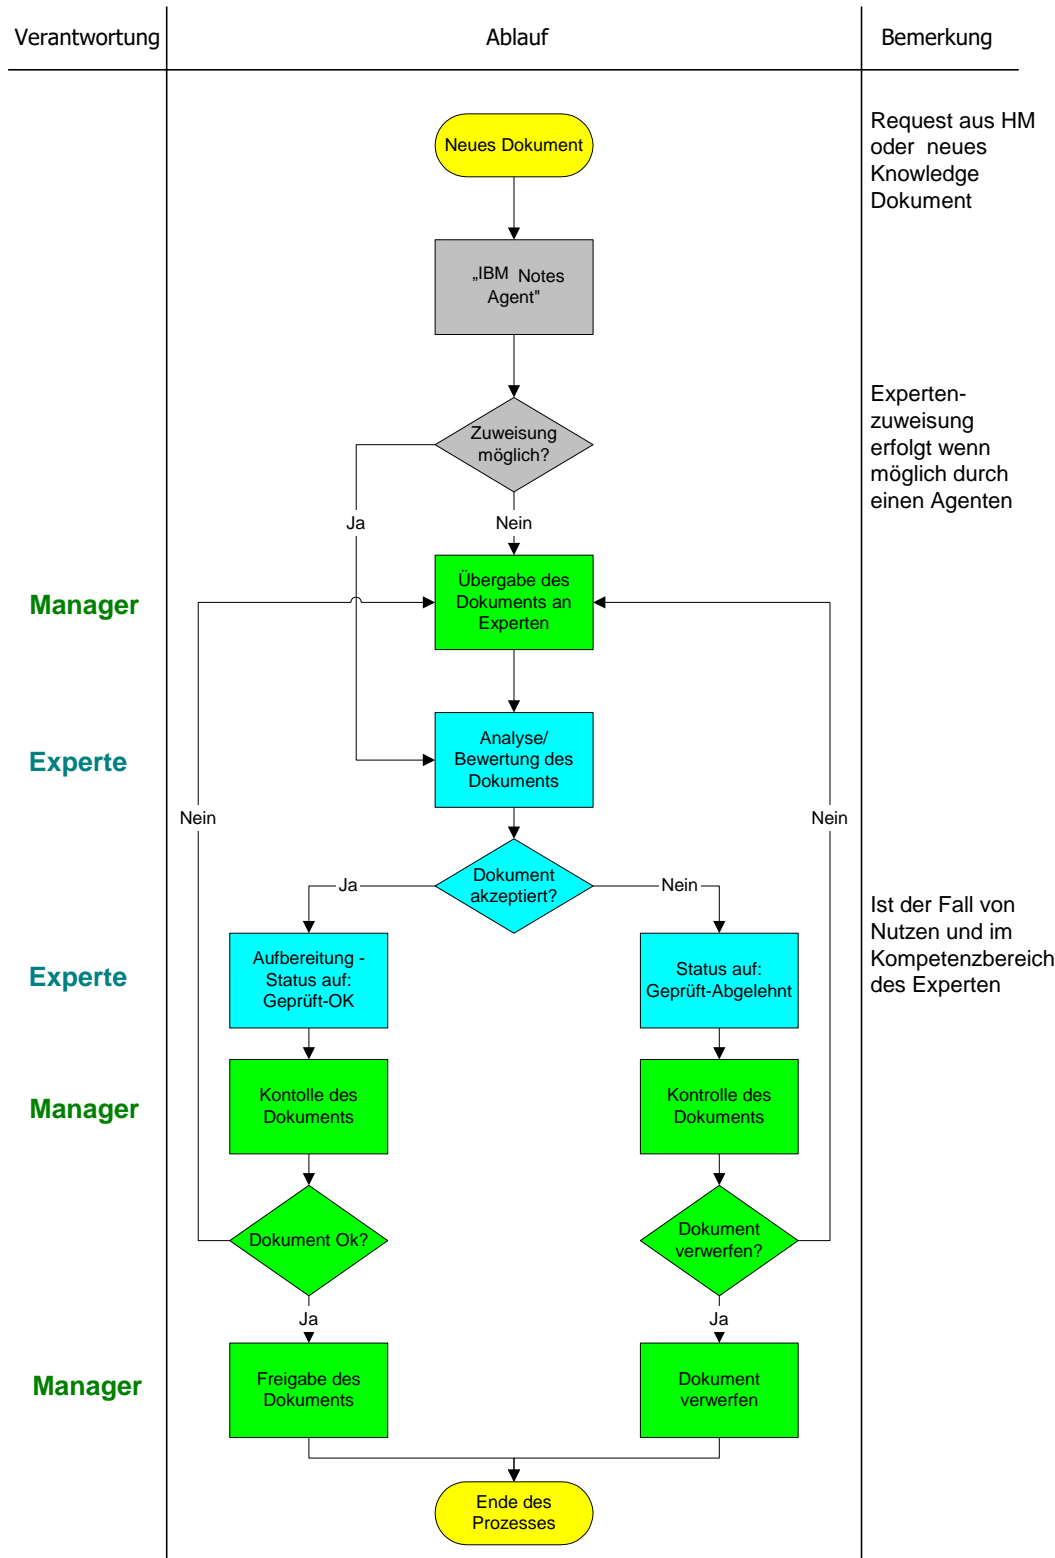 Verantwortung
Ablauf
Bemerkung
Neues Dokument
Request aus HM
oder neues
Knowledge
Dokument
„IBM Notes
Agent"
Zuweisung
möglich?
Experten-
zuweisung
erfolgt wenn
möglich durch
einen Agenten
Ja
Nein
Manager
Übergabe des
Dokuments an
Experten
Experte
Analyse/
Bewertung des
Dokuments
Nein
Nein
Dokument
akzeptiert?
Ja
Nein
Ist der Fall von
Nutzen und im
Kompetenzbereich
des Experten
Experte
Aufbereitung -
Status auf:
Geprüft-OK
Status auf:
Geprüft-Abgelehnt
Manager
Kontolle des
Dokuments
Kontrolle des
Dokuments
Dokument Ok?
Dokument
verwerfen?
Ja
Ja
Manager
Freigabe des
Dokuments
Dokument
verwerfen
Ende des
Prozesses